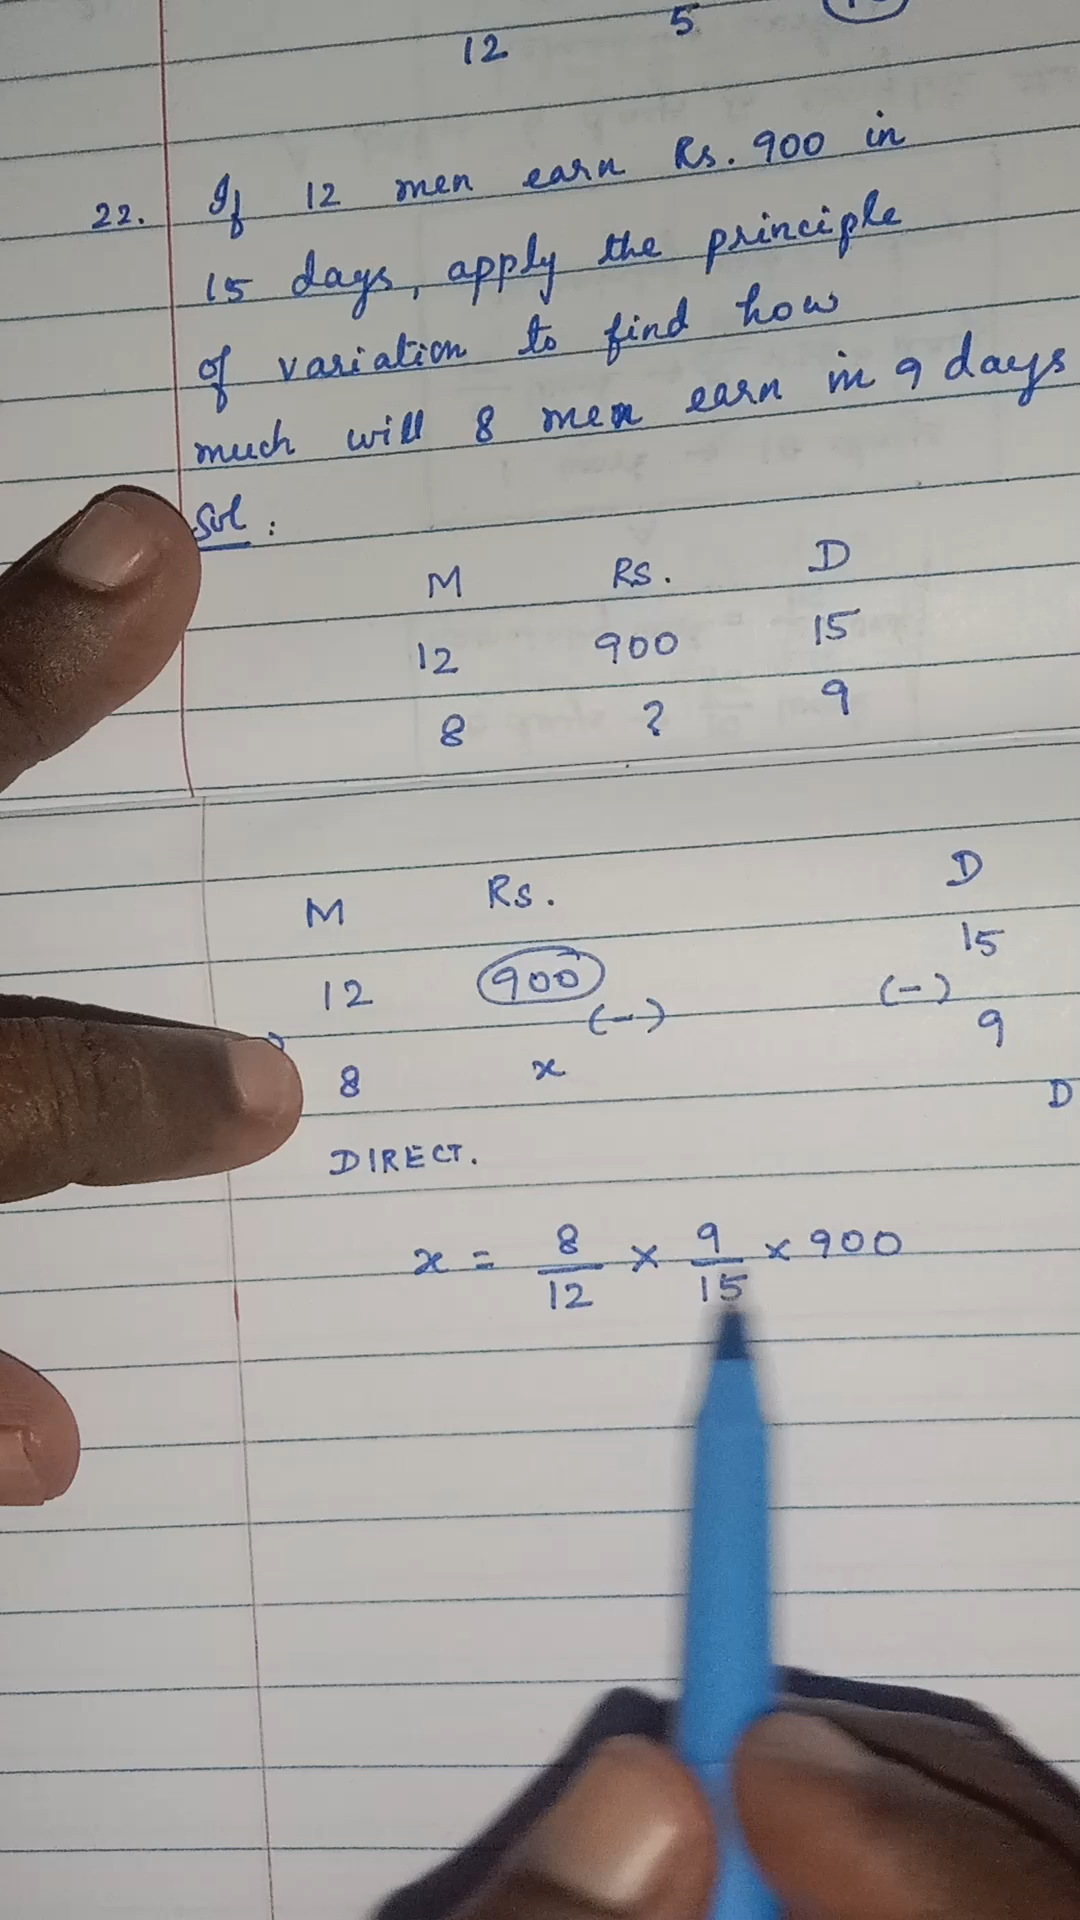 12 5
22. If 12 men earn Rs. 900 in
15 days, apply the principle
of variation to find how
much will 8 men earn in 9 days
Sol :
M Rs. D
12 900 15
8 ? 9
M Rs. D
12 900 15
(-) (-)
8 x 9
D
DIRECT.
x = 8/12 x 9/15 x 900